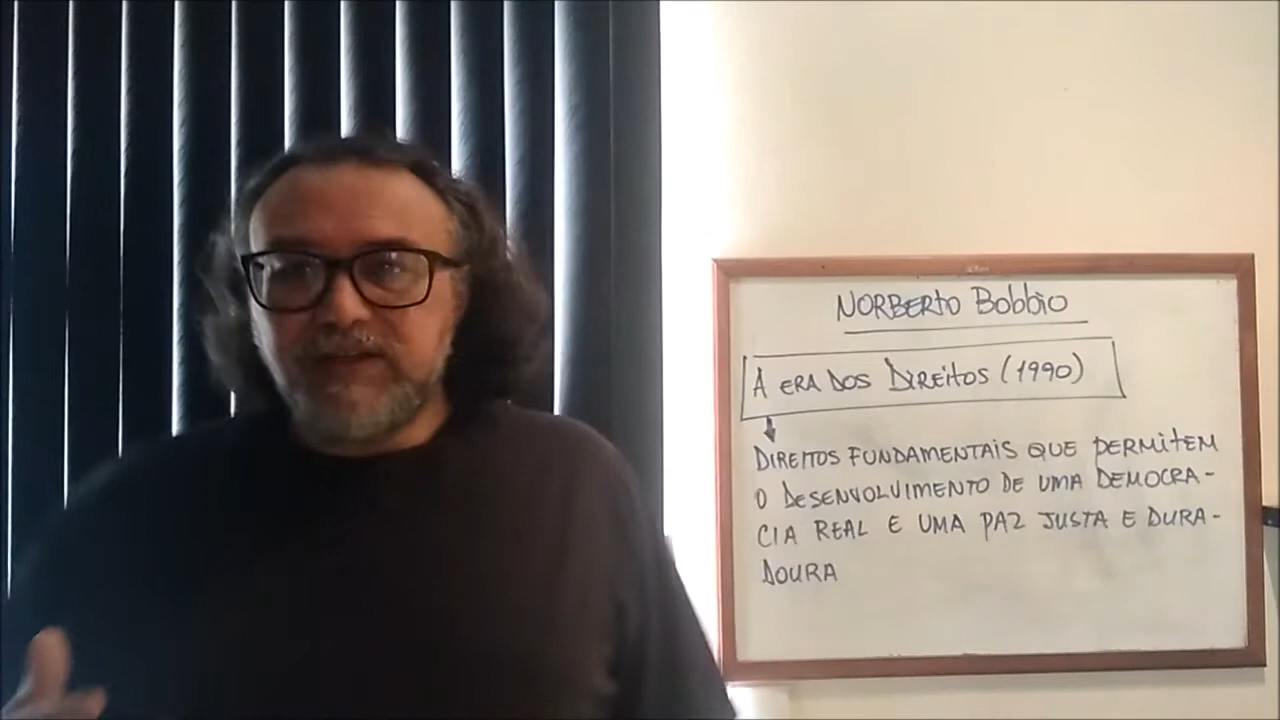 NORBERTO BOBBIO
A ERA DOS DIREITOS (1990)
DIREITOS FUNDAMENTAIS QUE PERMITEM
O DESENVOLVIMENTO DE UMA DEMOCRA-
CIA REAL E UMA PAZ JUSTA E DURA-
DOURA